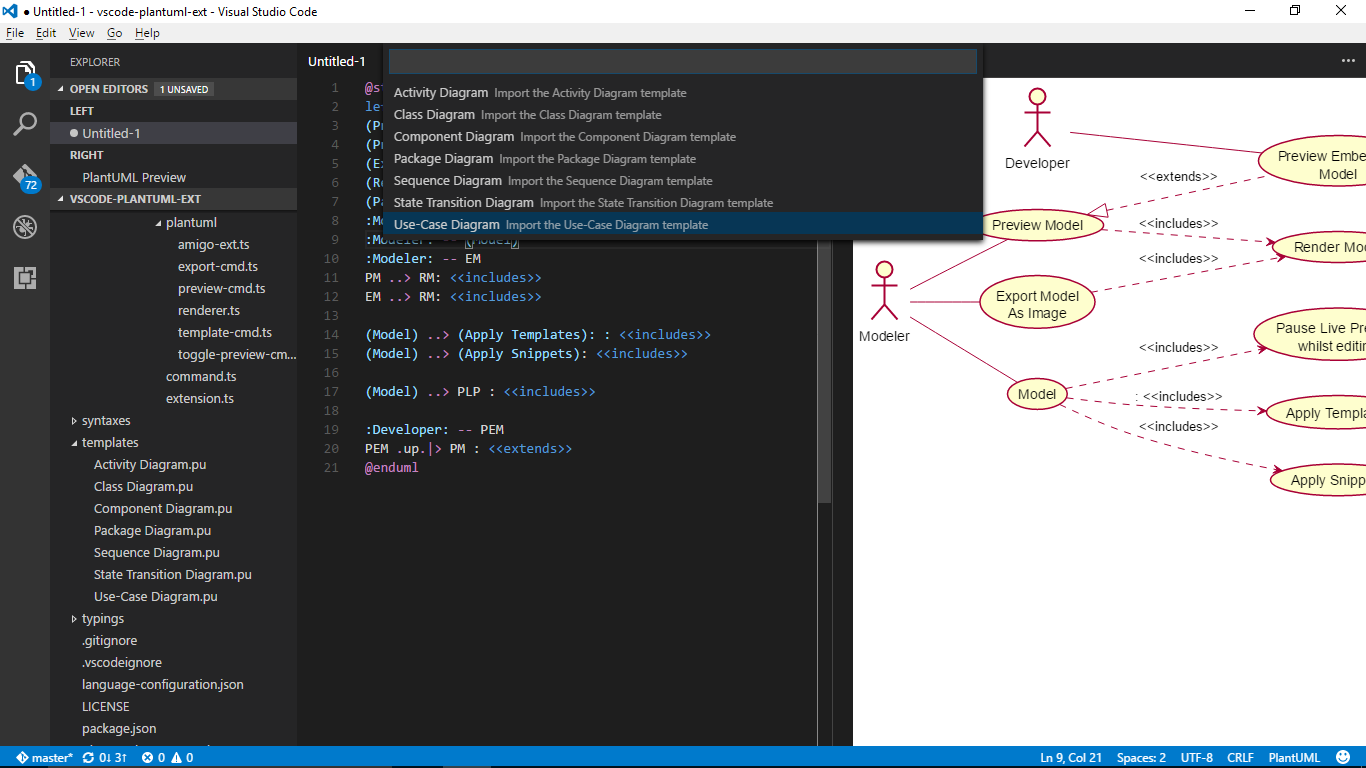 ● Untitled-1 - vscode-plantuml-ext - Visual Studio Code
File Edit View Go Help
EXPLORER
OPEN EDITORS 1 UNSAVED
LEFT
Untitled-1
RIGHT
PlantUML Preview
VSCODE-PLANTUML-EXT
plantuml
amigo-ext.ts
export-cmd.ts
preview-cmd.ts
renderer.ts
template-cmd.ts
toggle-preview-cm...
command.ts
extension.ts
syntaxes
templates
Activity Diagram.pu
Class Diagram.pu
Component Diagram.pu
Package Diagram.pu
Sequence Diagram.pu
State Transition Diagram.pu
Use-Case Diagram.pu
typings
.gitignore
.vscodeignore
language-configuration.json
LICENSE
package.json
1
72
Untitled-1
Activity Diagram Import the Activity Diagram template
Class Diagram Import the Class Diagram template
Component Diagram Import the Component Diagram template
Package Diagram Import the Package Diagram template
Sequence Diagram Import the Sequence Diagram template
State Transition Diagram Import the State Transition Diagram template
Use-Case Diagram Import the Use-Case Diagram template
1
2
3
4
5
6
7
8
9 :Modeler: -- (Model)
10 :Modeler: -- EM
11 PM ..> RM: <<includes>>
12 EM ..> RM: <<includes>>
13
14 (Model) ..> (Apply Templates): : <<includes>>
15 (Model) ..> (Apply Snippets): <<includes>>
16
17 (Model) ..> PLP : <<includes>>
18
19 :Developer: -- PEM
20 PEM .up.|> PM : <<extends>>
21 @enduml
Developer
Preview Embe
Model
<<extends>>
Preview Model
<<includes>>
Render Mod
<<includes>>
Export Model
As Image
Modeler
Pause Live Pre
whilst editin
<<includes>>
Model
: <<includes>>
Apply Templa
<<includes>>
Apply Snipp
master* 0↓ 3↑ 0 0
Ln 9, Col 21 Spaces: 2 UTF-8 CRLF PlantUML